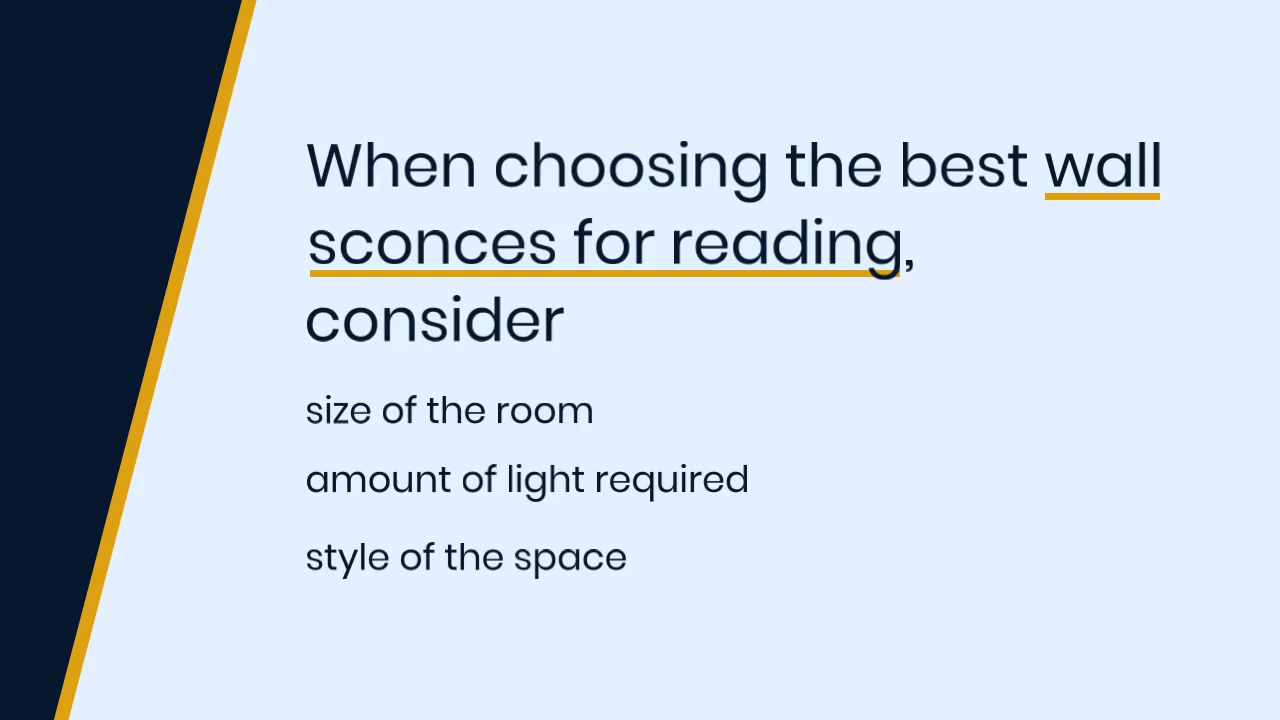 When choosing the best wall
sconces for reading,
consider
size of the room
amount of light required
style of the space